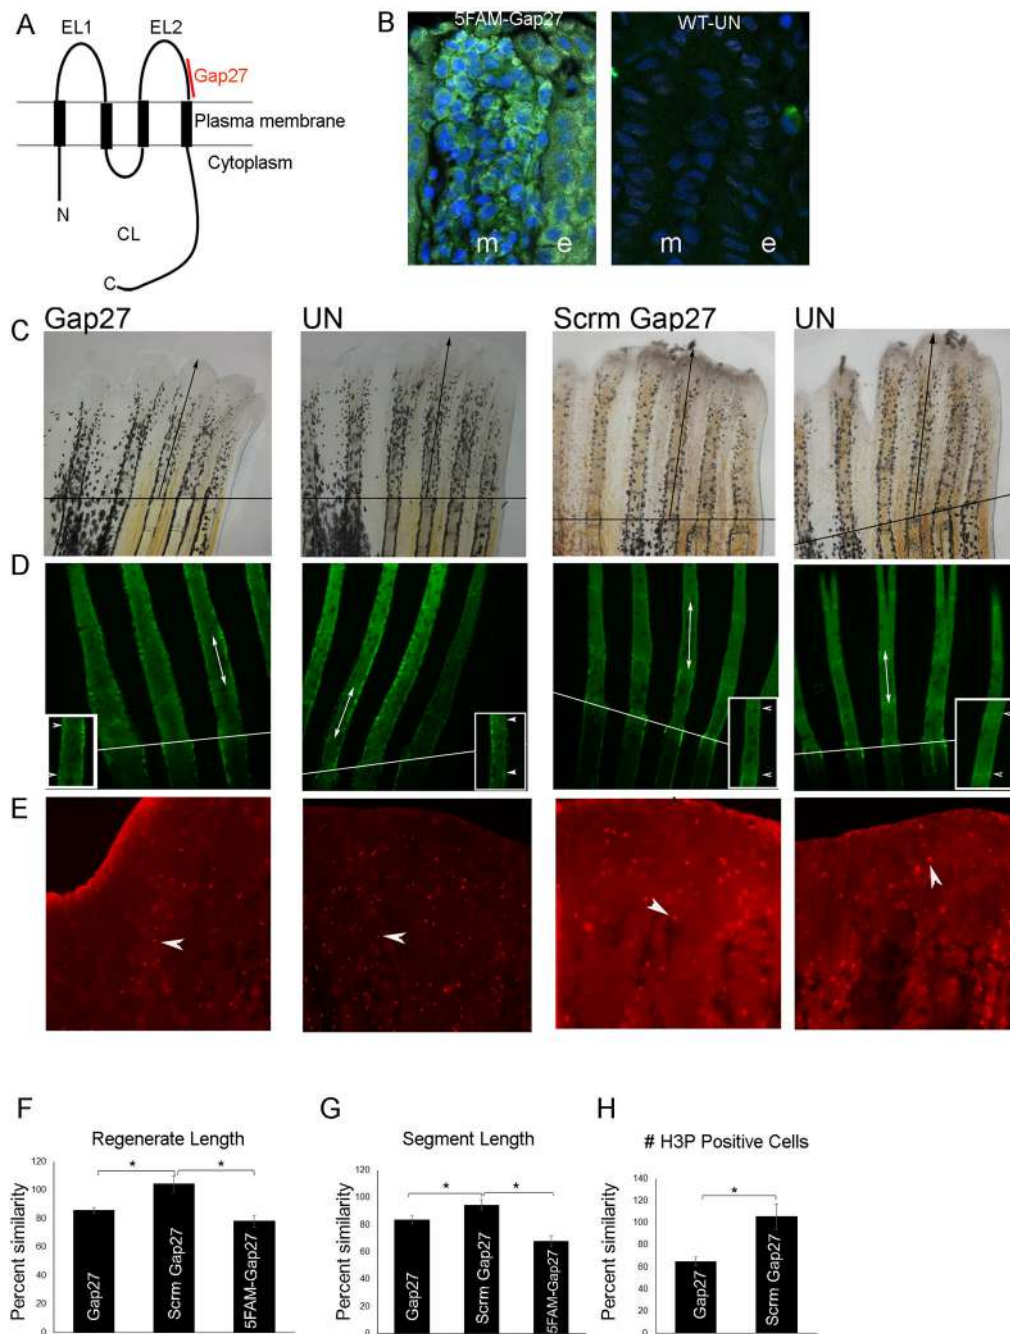 A
EL1 EL2
Gap27
Plasma membrane
Cytoplasm
N
CL
C
B
5FAM-Gap27 WT-UN
m e m e
C
Gap27 UN Scrm Gap27 UN
D
E
F
Regenerate Length
Percent similarity
120
100
80
60
40
20
0
*
*
Gap27
Scrm Gap27
5FAM-Gap27
G
Segment Length
Percent similarity
120
100
80
60
40
20
0
*
*
Gap27
Scrm Gap27
5FAM-Gap27
H
# H3P Positive Cells
Percent similarity
140
120
100
80
60
40
20
0
*
Gap27
Scrm Gap27